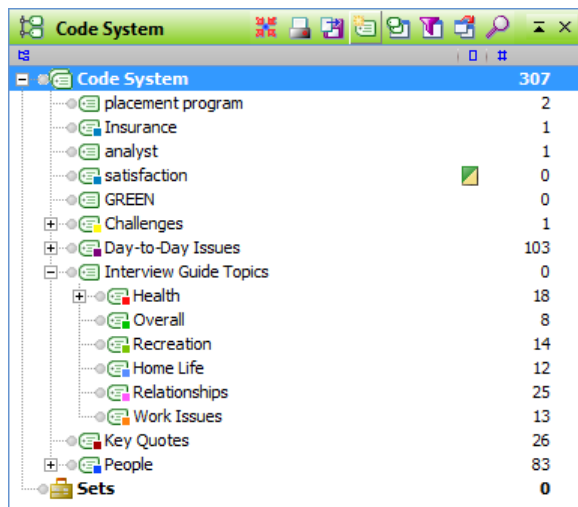 Code System
#
Code System 307
placement program 2
Insurance 1
analyst 1
satisfaction 0
GREEN 0
Challenges 1
Day-to-Day Issues 103
Interview Guide Topics 0
Health 18
Overall 8
Recreation 14
Home Life 12
Relationships 25
Work Issues 13
Key Quotes 26
People 83
Sets 0